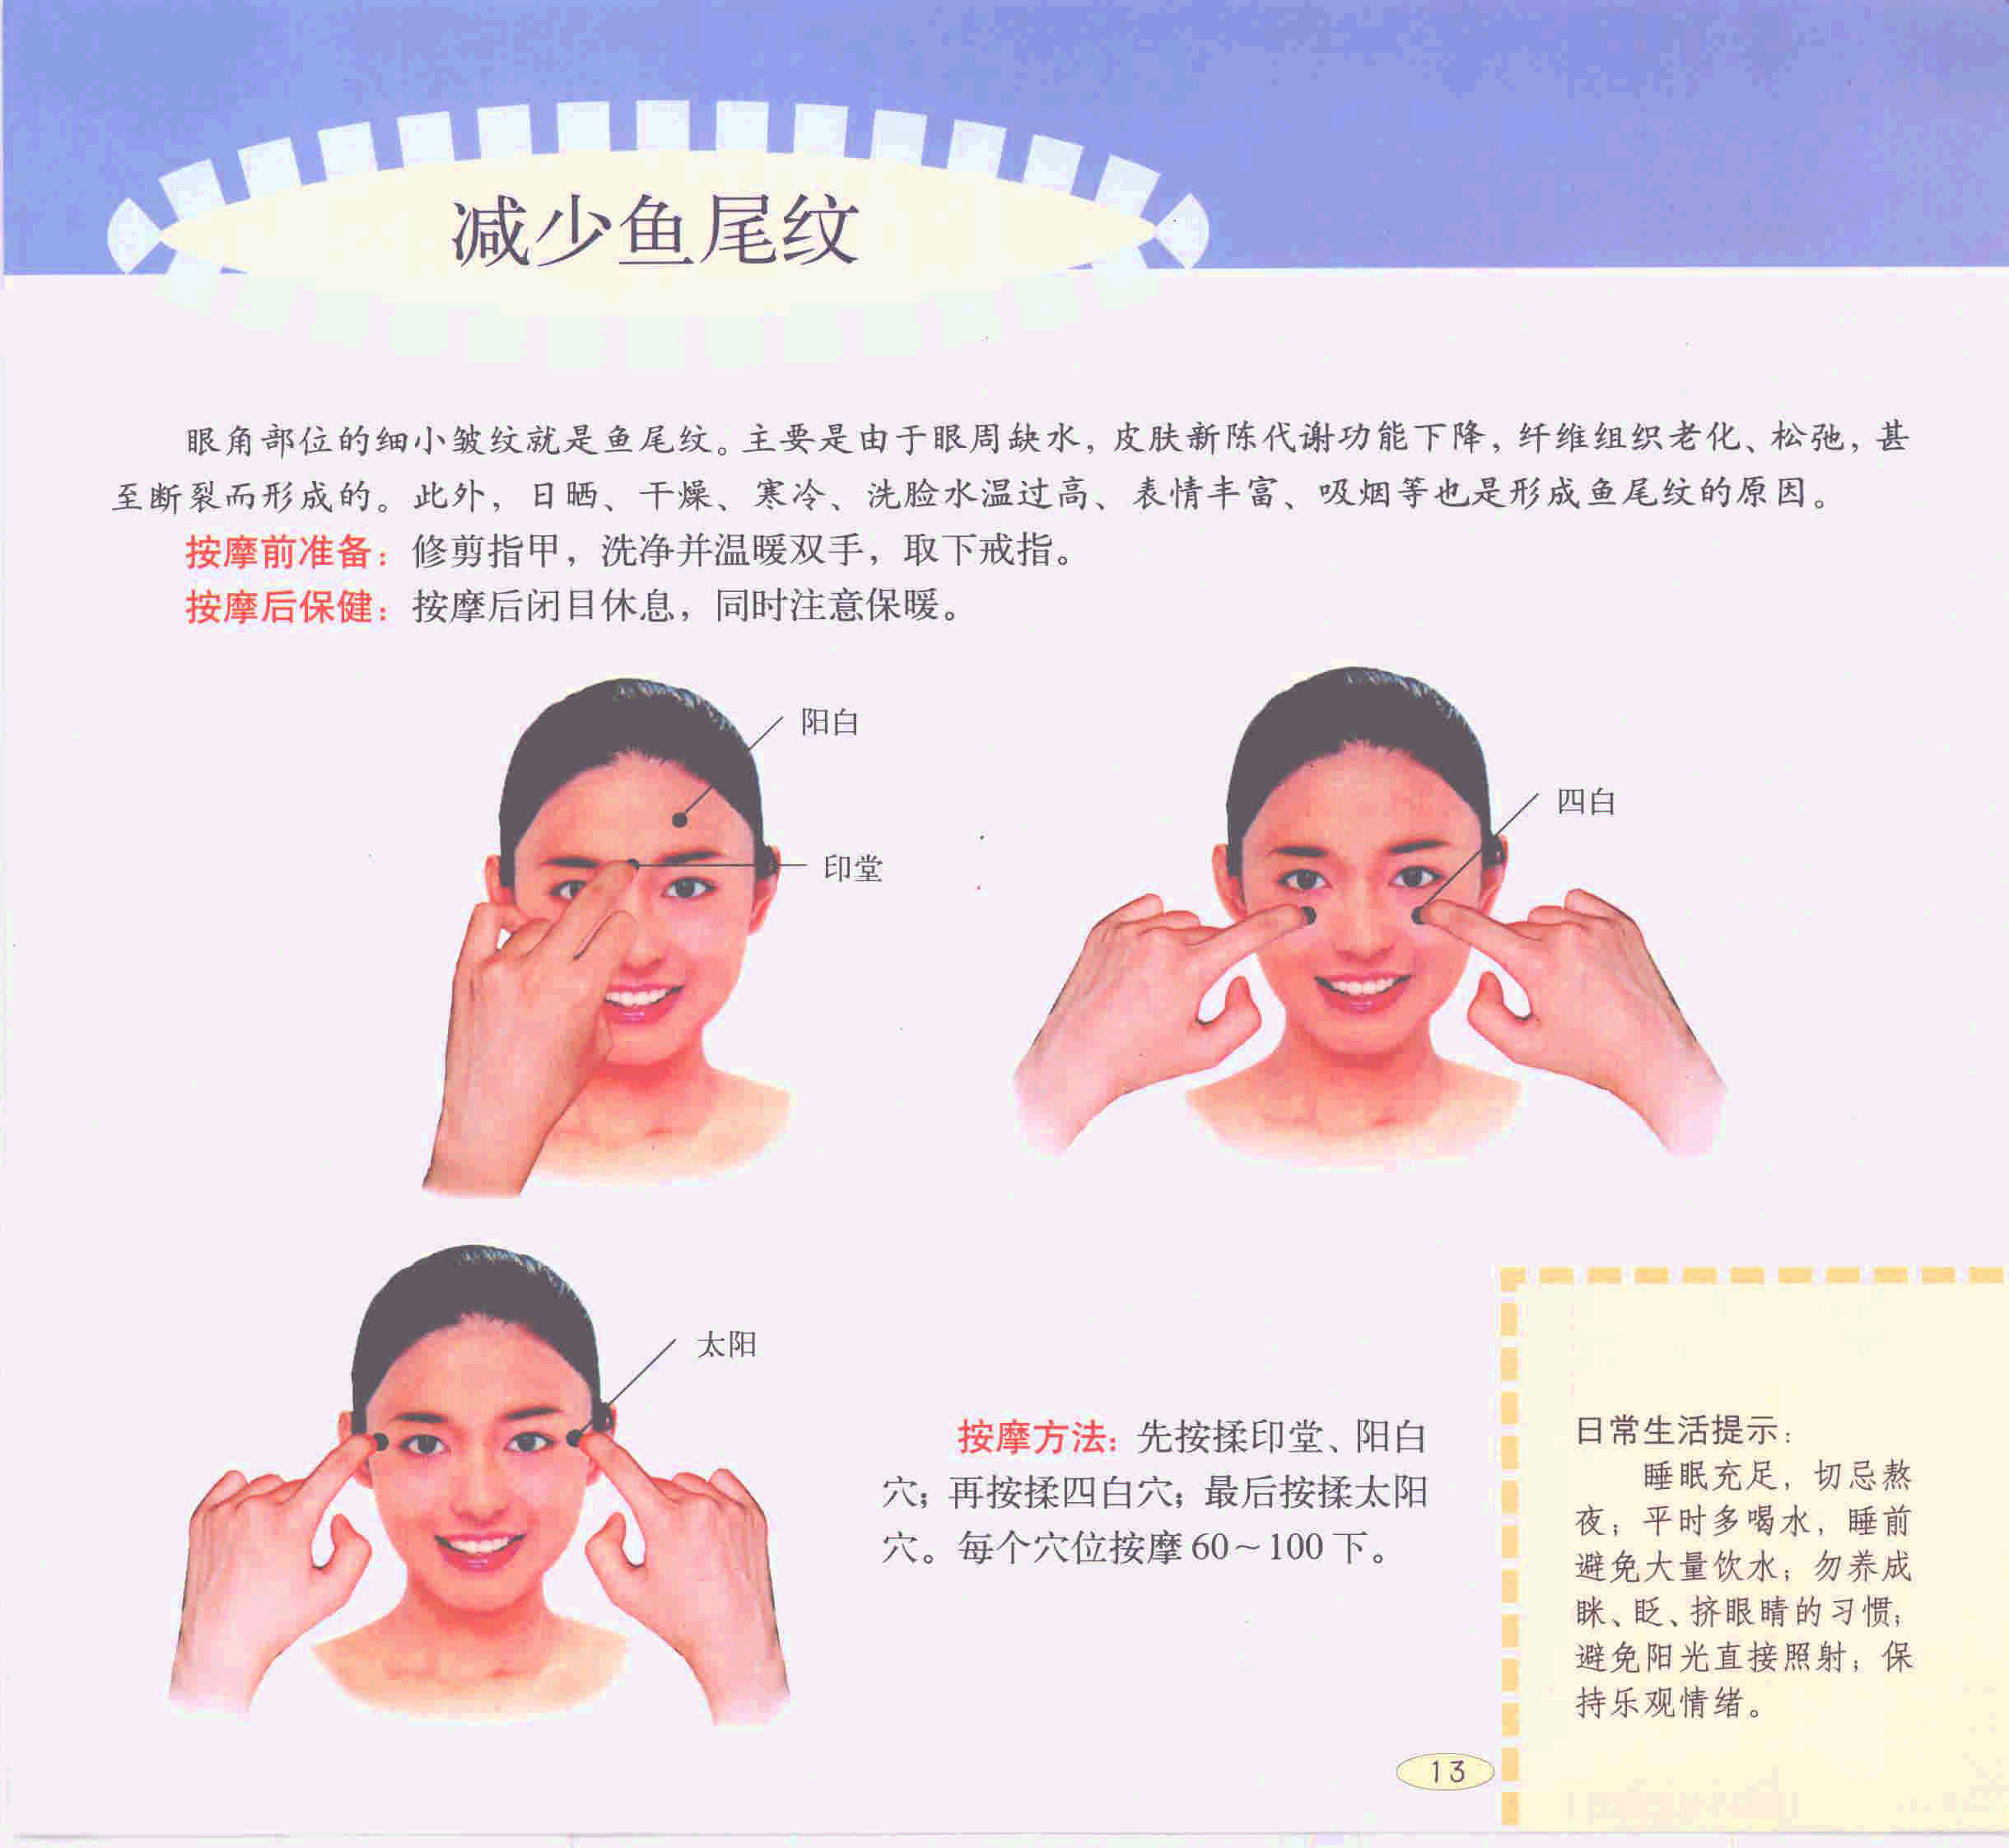 减少鱼尾纹
眼角部位的细小皱纹就是鱼尾纹。主要是由于眼周缺水，皮肤新陈代谢功能下降，纤维组织老化、松弛，甚
至断裂而形成的。此外，日晒、干燥、寒冷、洗脸水温过高、表情丰富、吸烟等也是形成鱼尾纹的原因。
按摩前准备：修剪指甲，洗净并温暖双手，取下戒指。
按摩后保健：按摩后闭目休息，同时注意保暖。
阳白
印堂
四白
太阳
按摩方法：先按揉印堂、阳白
穴；再按揉四白穴；最后按揉太阳
穴。每个穴位按摩60～100下。
日常生活提示：
睡眠充足，切忌熬
夜；平时多喝水，睡前
避免大量饮水；勿养成
眯、眨、挤眼睛的习惯；
避免阳光直接照射；保
持乐观情绪。
13